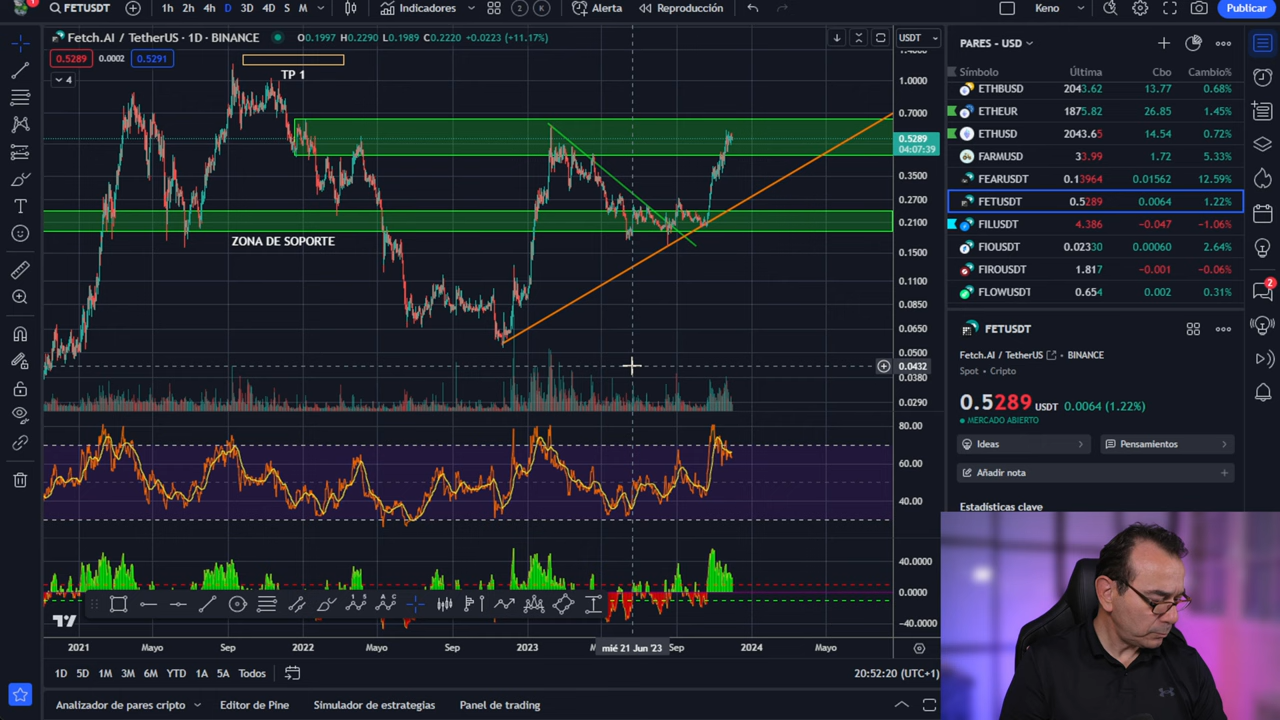 1
FETUSDT
1h 2h 4h D 3D 4D S M
Indicadores
2 K
Alerta
Reproducción
Keno
Publicar
Fetch.AI / TetherUS · 1D · BINANCE
O0.1997 H0.2290 L0.1989 C0.2220 +0.0223 (+11.17%)
USDT
0.5289 0.0002 0.5291
4
TP 1
ZONA DE SOPORTE
1.0000
0.7000
0.5289
04:07:39
0.3500
0.2700
0.2100
0.1500
0.1100
0.0850
0.0650
0.0500
0.0432
0.0380
0.0290
80.00
60.00
40.00
40.0000
0.0000
−40.0000
2021 Mayo Sep 2022 Mayo Sep 2023 mié 21 Jun '23 Sep 2024 Mayo
1D 5D 1M 3M 6M YTD 1A 5A Todos
20:52:20 (UTC+1)
Analizador de pares cripto Editor de Pine Simulador de estrategias Panel de trading
PARES - USD
Símbolo Última Cbo Cambio%
ETHBUSD 2043.62 13.77 0.68%
ETHEUR 1875.82 26.85 1.45%
ETHUSD 2043.65 14.54 0.72%
FARMUSD 33.99 1.72 5.33%
FEARUSDT 0.13964 0.01562 12.59%
FETUSDT 0.5289 0.0064 1.22%
FILUSDT 4.386 −0.047 −1.06%
FIOUSDT 0.02330 0.00060 2.64%
FIROUSDT 1.817 −0.001 −0.06%
FLOWUSDT 0.654 0.002 0.31%
2
FETUSDT
Fetch.AI / TetherUS · BINANCE
Spot • Cripto
0.5289 USDT 0.0064 (1.22%)
MERCADO ABIERTO
Ideas
Pensamientos
Añadir nota
Estadísticas clave